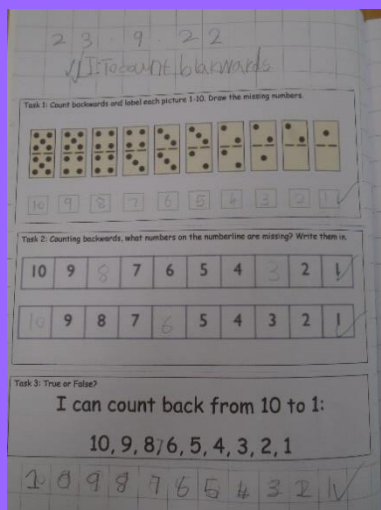 23.9.22
LI: To count blarwards
Task 1: Count backwards and label each picture 1-10. Draw the missing numbers.
10 9 8 7 6 5 4 3 2 1
Task 2: Counting backwards, what numbers on the numberline are missing? Write them in.
10 9 8 7 6 5 4 3 2 1
10 9 8 7 6 5 4 3 2 1
Task 3: True or False?
I can count back from 10 to 1:
10, 9, 8, 7 6, 5, 4, 3, 2, 1
1 0 9 8 7 6 5 4 3 2 1